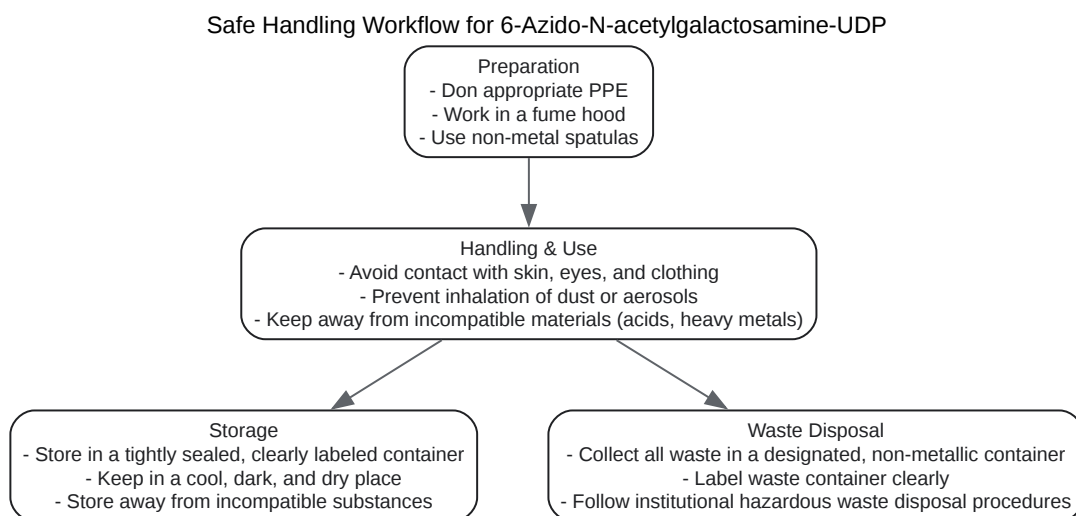 Safe Handling Workflow for 6-Azido-N-acetylgalactosamine-UDP
Preparation
- Don appropriate PPE
- Work in a fume hood
- Use non-metal spatulas
Handling & Use
- Avoid contact with skin, eyes, and clothing
- Prevent inhalation of dust or aerosols
- Keep away from incompatible materials (acids, heavy metals)
Storage
- Store in a tightly sealed, clearly labeled container
- Keep in a cool, dark, and dry place
- Store away from incompatible substances
Waste Disposal
- Collect all waste in a designated, non-metallic container
- Label waste container clearly
- Follow institutional hazardous waste disposal procedures